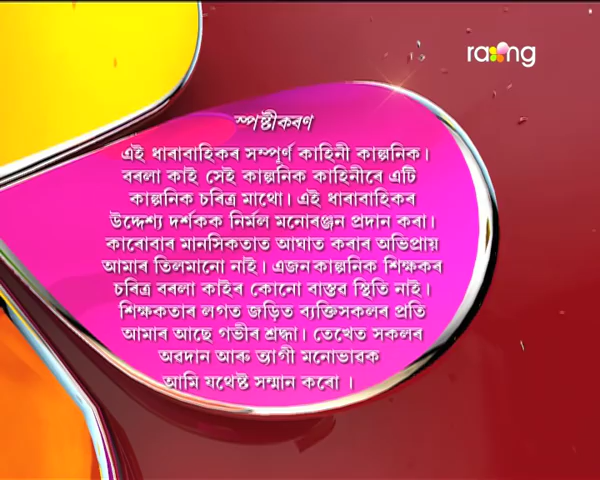 rang
স্পষ্টীকৰণ
এই ধাৰাবাহিকৰ সম্পূৰ্ণ কাহিনী কাল্পনিক।
বৰলা কাই সেই কাল্পনিক কাহিনীৰে এটি
কাল্পনিক চৰিত্ৰ মাথো। এই ধাৰাবাহিকৰ
উদ্দেশ্য দৰ্শকক নিৰ্মল মনোৰঞ্জন প্ৰদান কৰা।
কাৰোবাৰ মানসিকতাত আঘাত কৰাৰ অভিপ্ৰায়
আমাৰ তিলমানো নাই। এজন কাল্পনিক শিক্ষকৰ
চৰিত্ৰ বৰলা কাইৰ কোনো বাস্তৱ স্থিতি নাই।
শিক্ষকতাৰ লগত জড়িত ব্যক্তিসকলৰ প্ৰতি
আমাৰ আছে গভীৰ শ্ৰদ্ধা। তেখেত সকলৰ
অৱদান আৰু ত্যাগী মনোভাৱক
আমি যথেষ্ট সন্মান কৰো ।